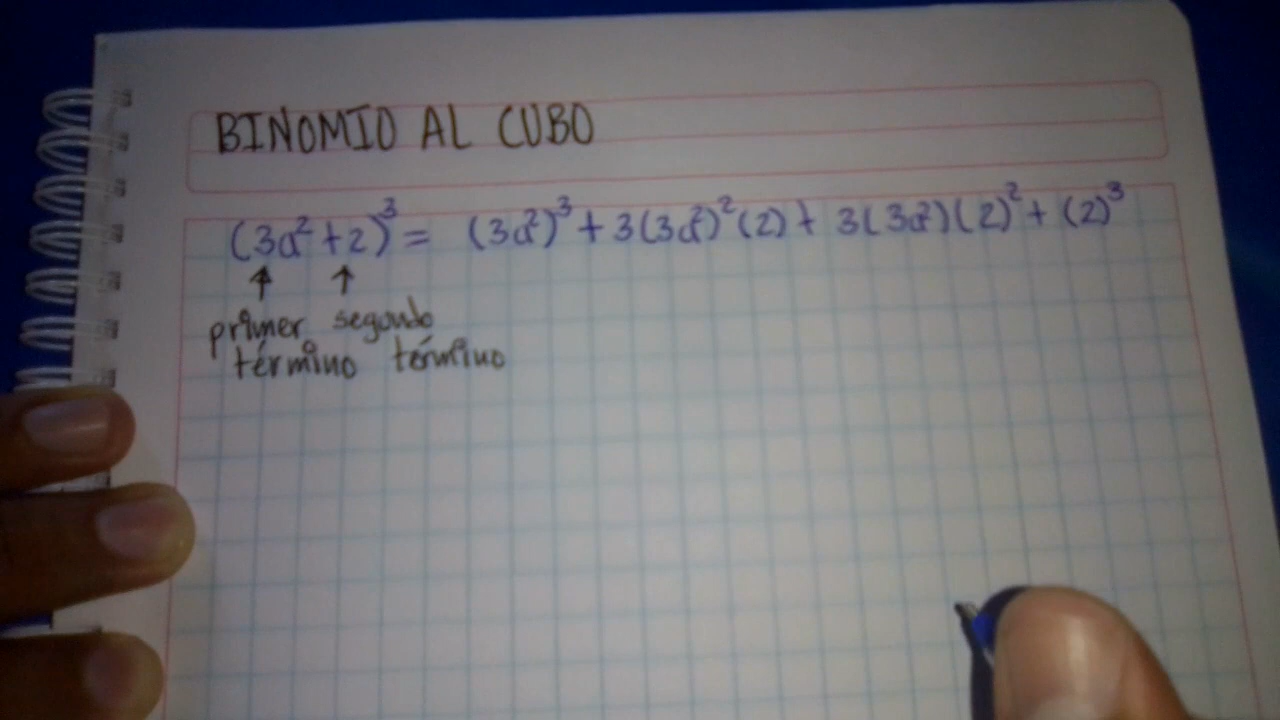 BINOMIO AL CUBO
(3a²+2)³ = (3a²)³ + 3(3a²)²(2) + 3(3a²)(2)² + (2)³
↑ ↑
primer segundo
término término